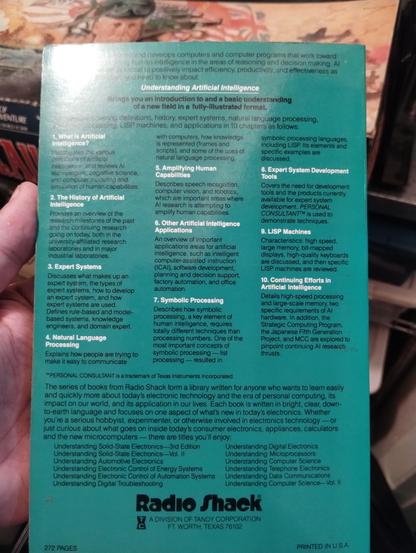 develops computers and computer programs that work toward
human intelligence in the areas of reasoning and decision making. AI
to positively impact efficiency, productivity, and effectiveness as
need to know about.
Understanding Artificial Intelligence
brings you an introduction to and a basic understanding
of a new field in a fully-illustrated format.
definitions, history, expert systems, natural language processing,
processing, LISP machines, and applications in 10 chapters as follows:
1. What is Artificial
Intelligence?
the various
definitions of artificial
intelligence, and reviews AI
techniques, cognitive science,
and computer modeling and
simulation of human capabilities.
2. The History of Artificial
Intelligence
Provides an overview of the
research milestones of the past
and the continuing research
going on today, both in the
university-affiliated research
laboratories and in major
industrial laboratories.
3. Expert Systems
Discusses what makes up an
expert system, the types of
expert systems, how to develop
an expert system, and how
expert systems are used.
Defines rule-based and model-
based systems, knowledge
engineers, and domain expert.
4. Natural Language
Processing
Explains how people are trying to
make it easy to communicate
with computers, how knowledge
is represented (frames and
scripts), and some of the uses of
natural language processing.
5. Amplifying Human
Capabilities
Describes speech recognition,
computer vision, and robotics,
which are important areas where
AI research is attempting to
amplify human capabilities.
6. Other Artificial Intelligence
Applications
An overview of important
applications areas for artificial
intelligence, such as intelligent
computer-assisted instruction
(ICAI), software development,
planning and decision support,
factory automation, and office
automation.
7. Symbolic Processing
Describes how symbolic
processing, a key element of
human intelligence, requires
totally different techniques than
processing numbers. One of the
most important concepts of
symbolic processing — list
processing — resulted in
symbolic processing languages,
including LISP. Its elements and
specific examples are
discussed.
8. Expert System Development
Tools
Covers the need for development
tools and the products currently
available for expert system
development. PERSONAL
CONSULTANT™ is used to
demonstrate techniques.
9. LISP Machines
Characteristics: high speed,
large memory, bit-mapped
displays, high-quality keyboards
are discussed, and then specific
LISP machines are reviewed.
10. Continuing Efforts in
Artificial Intelligence
Details high-speed processing
and large-scale memory, two
specific requirements of AI
hardware. In addition, the
Strategic Computing Program,
the Japanese Fifth Generation
Project, and MCC are explored to
pinpoint continuing AI research
thrusts.
™PERSONAL CONSULTANT is a trademark of Texas Instruments Incorporated.
The series of books from Radio Shack form a library written for anyone who wants to learn easily
and quickly more about today's electronic technology and the era of personal computing, its
impact on our world, and its application in our lives. Each book is written in bright, clear, down-
to-earth language and focuses on one aspect of what's new in today's electronics. Whether
you're a serious hobbyist, experimenter, or otherwise involved in electronics technology — or
just curious about what goes on inside today's consumer electronics, appliances, calculators
and the new microcomputers — there are titles you'll enjoy:
Understanding Solid-State Electronics—3rd Edition
Understanding Solid-State Electronics—Vol. II
Understanding Automotive Electronics
Understanding Electronic Control of Energy Systems
Understanding Electronic Control of Automation Systems
Understanding Digital Troubleshooting
Understanding Digital Electronics
Understanding Microprocessors
Understanding Computer Science
Understanding Telephone Electronics
Understanding Data Communications
Understanding Computer Science—Vol. II
Radio Shack
A DIVISION OF TANDY CORPORATION
FT. WORTH, TEXAS 76102
272 PAGES
PRINTED IN U.S.A.